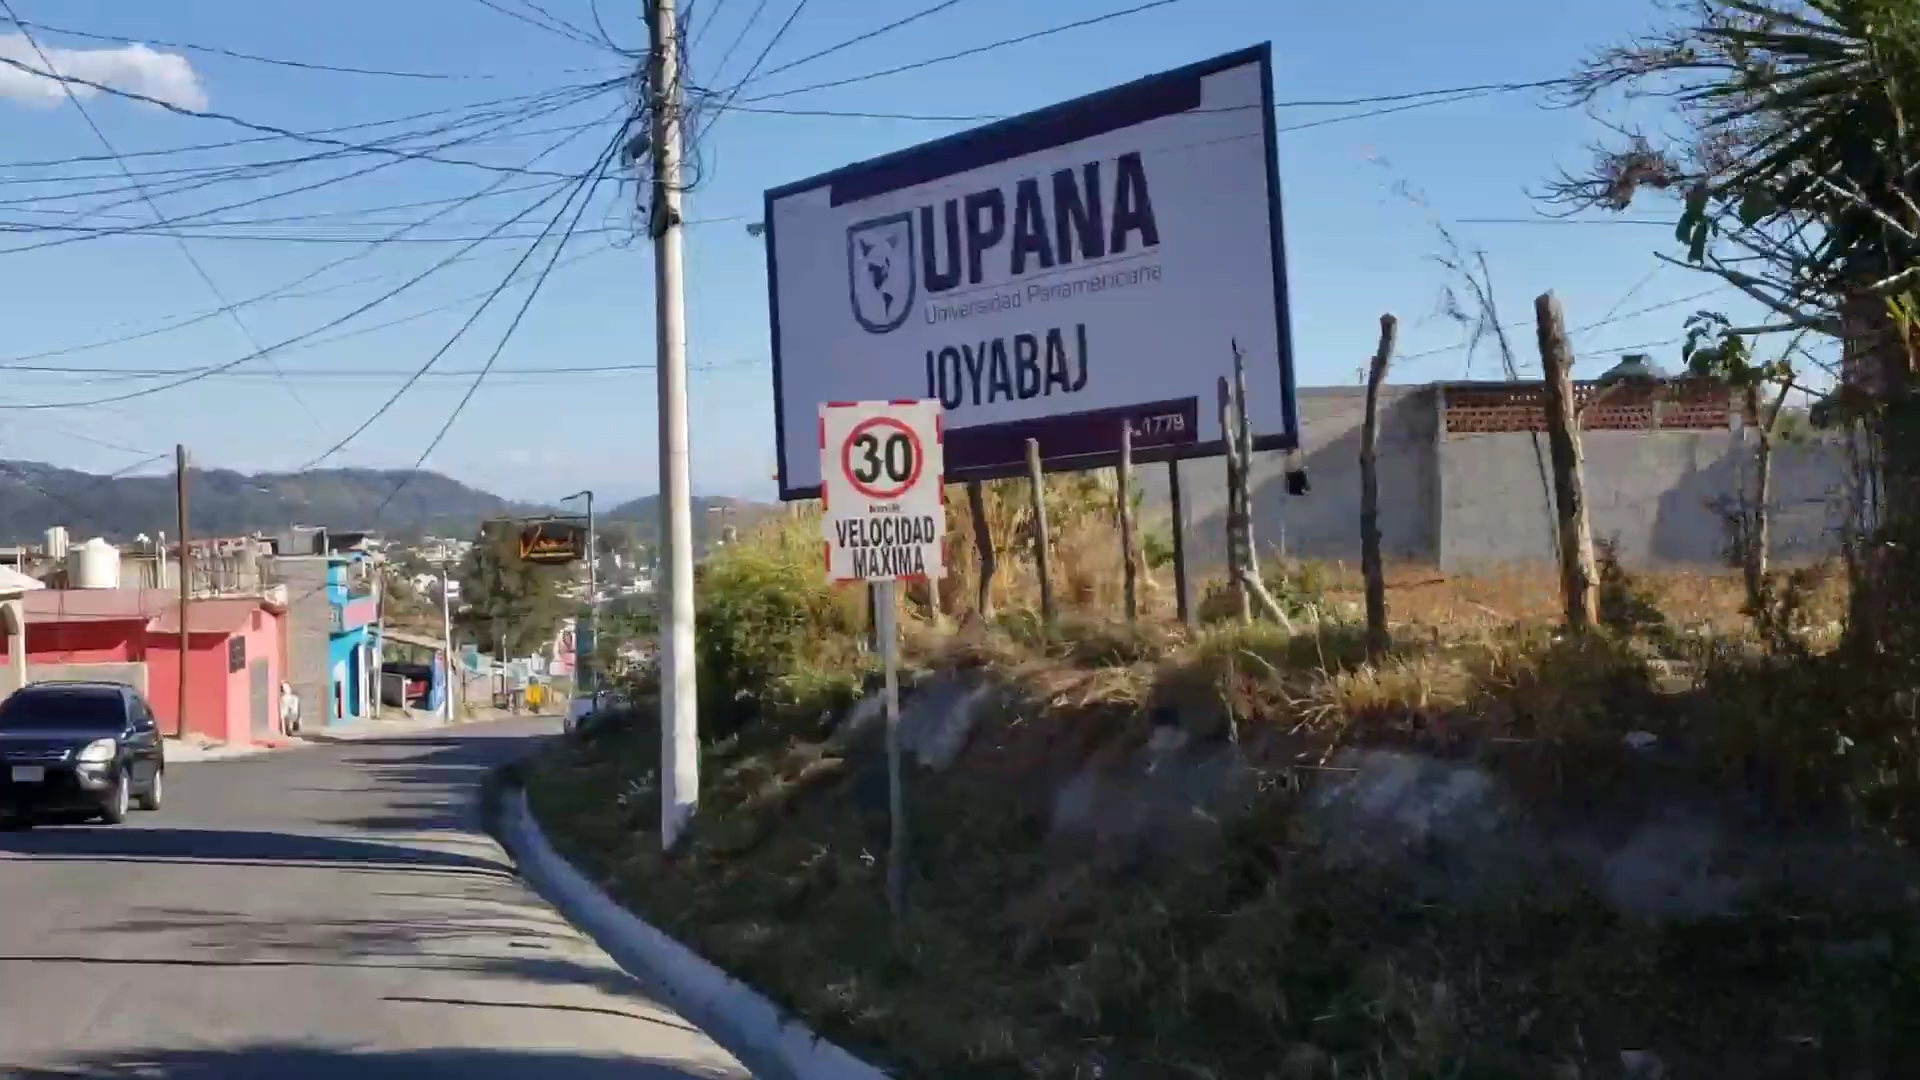 UPANA
Universidad Panamericana
JOYABAJ
1779
30
VELOCIDAD
MAXIMA